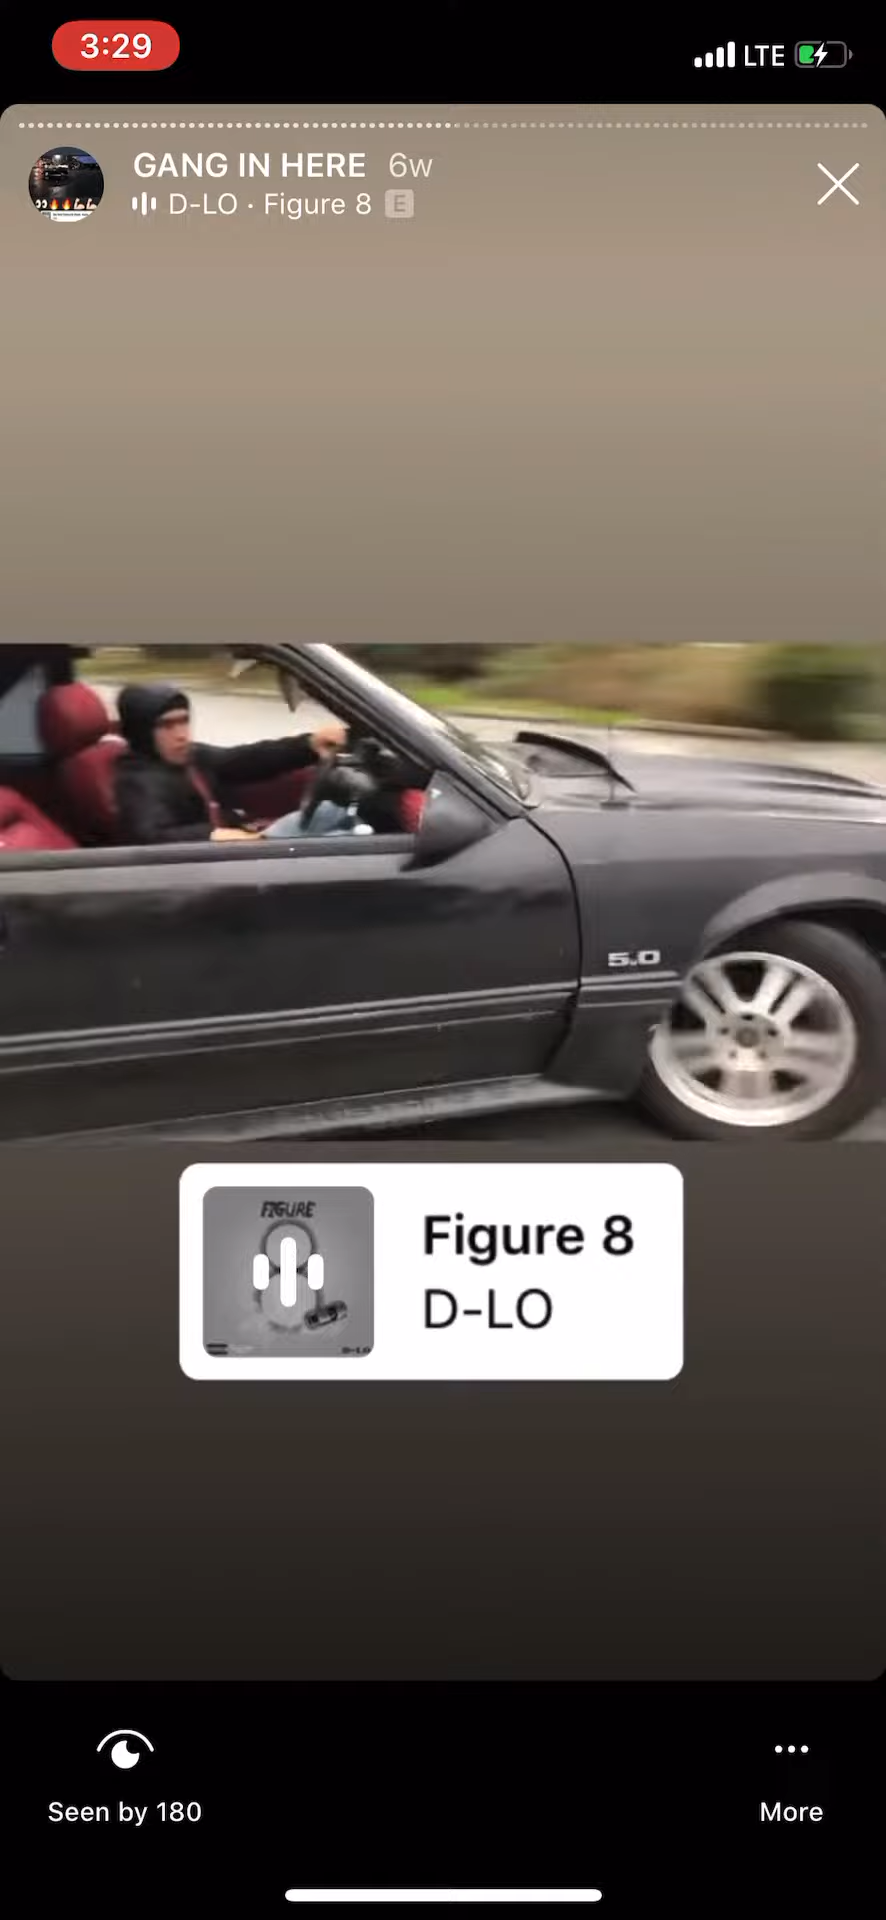 3:29
LTE
GANG IN HERE 6w
D-LO · Figure 8 E
5.0
FIGURE
D-LO
Figure 8
D-LO
Seen by 180
More